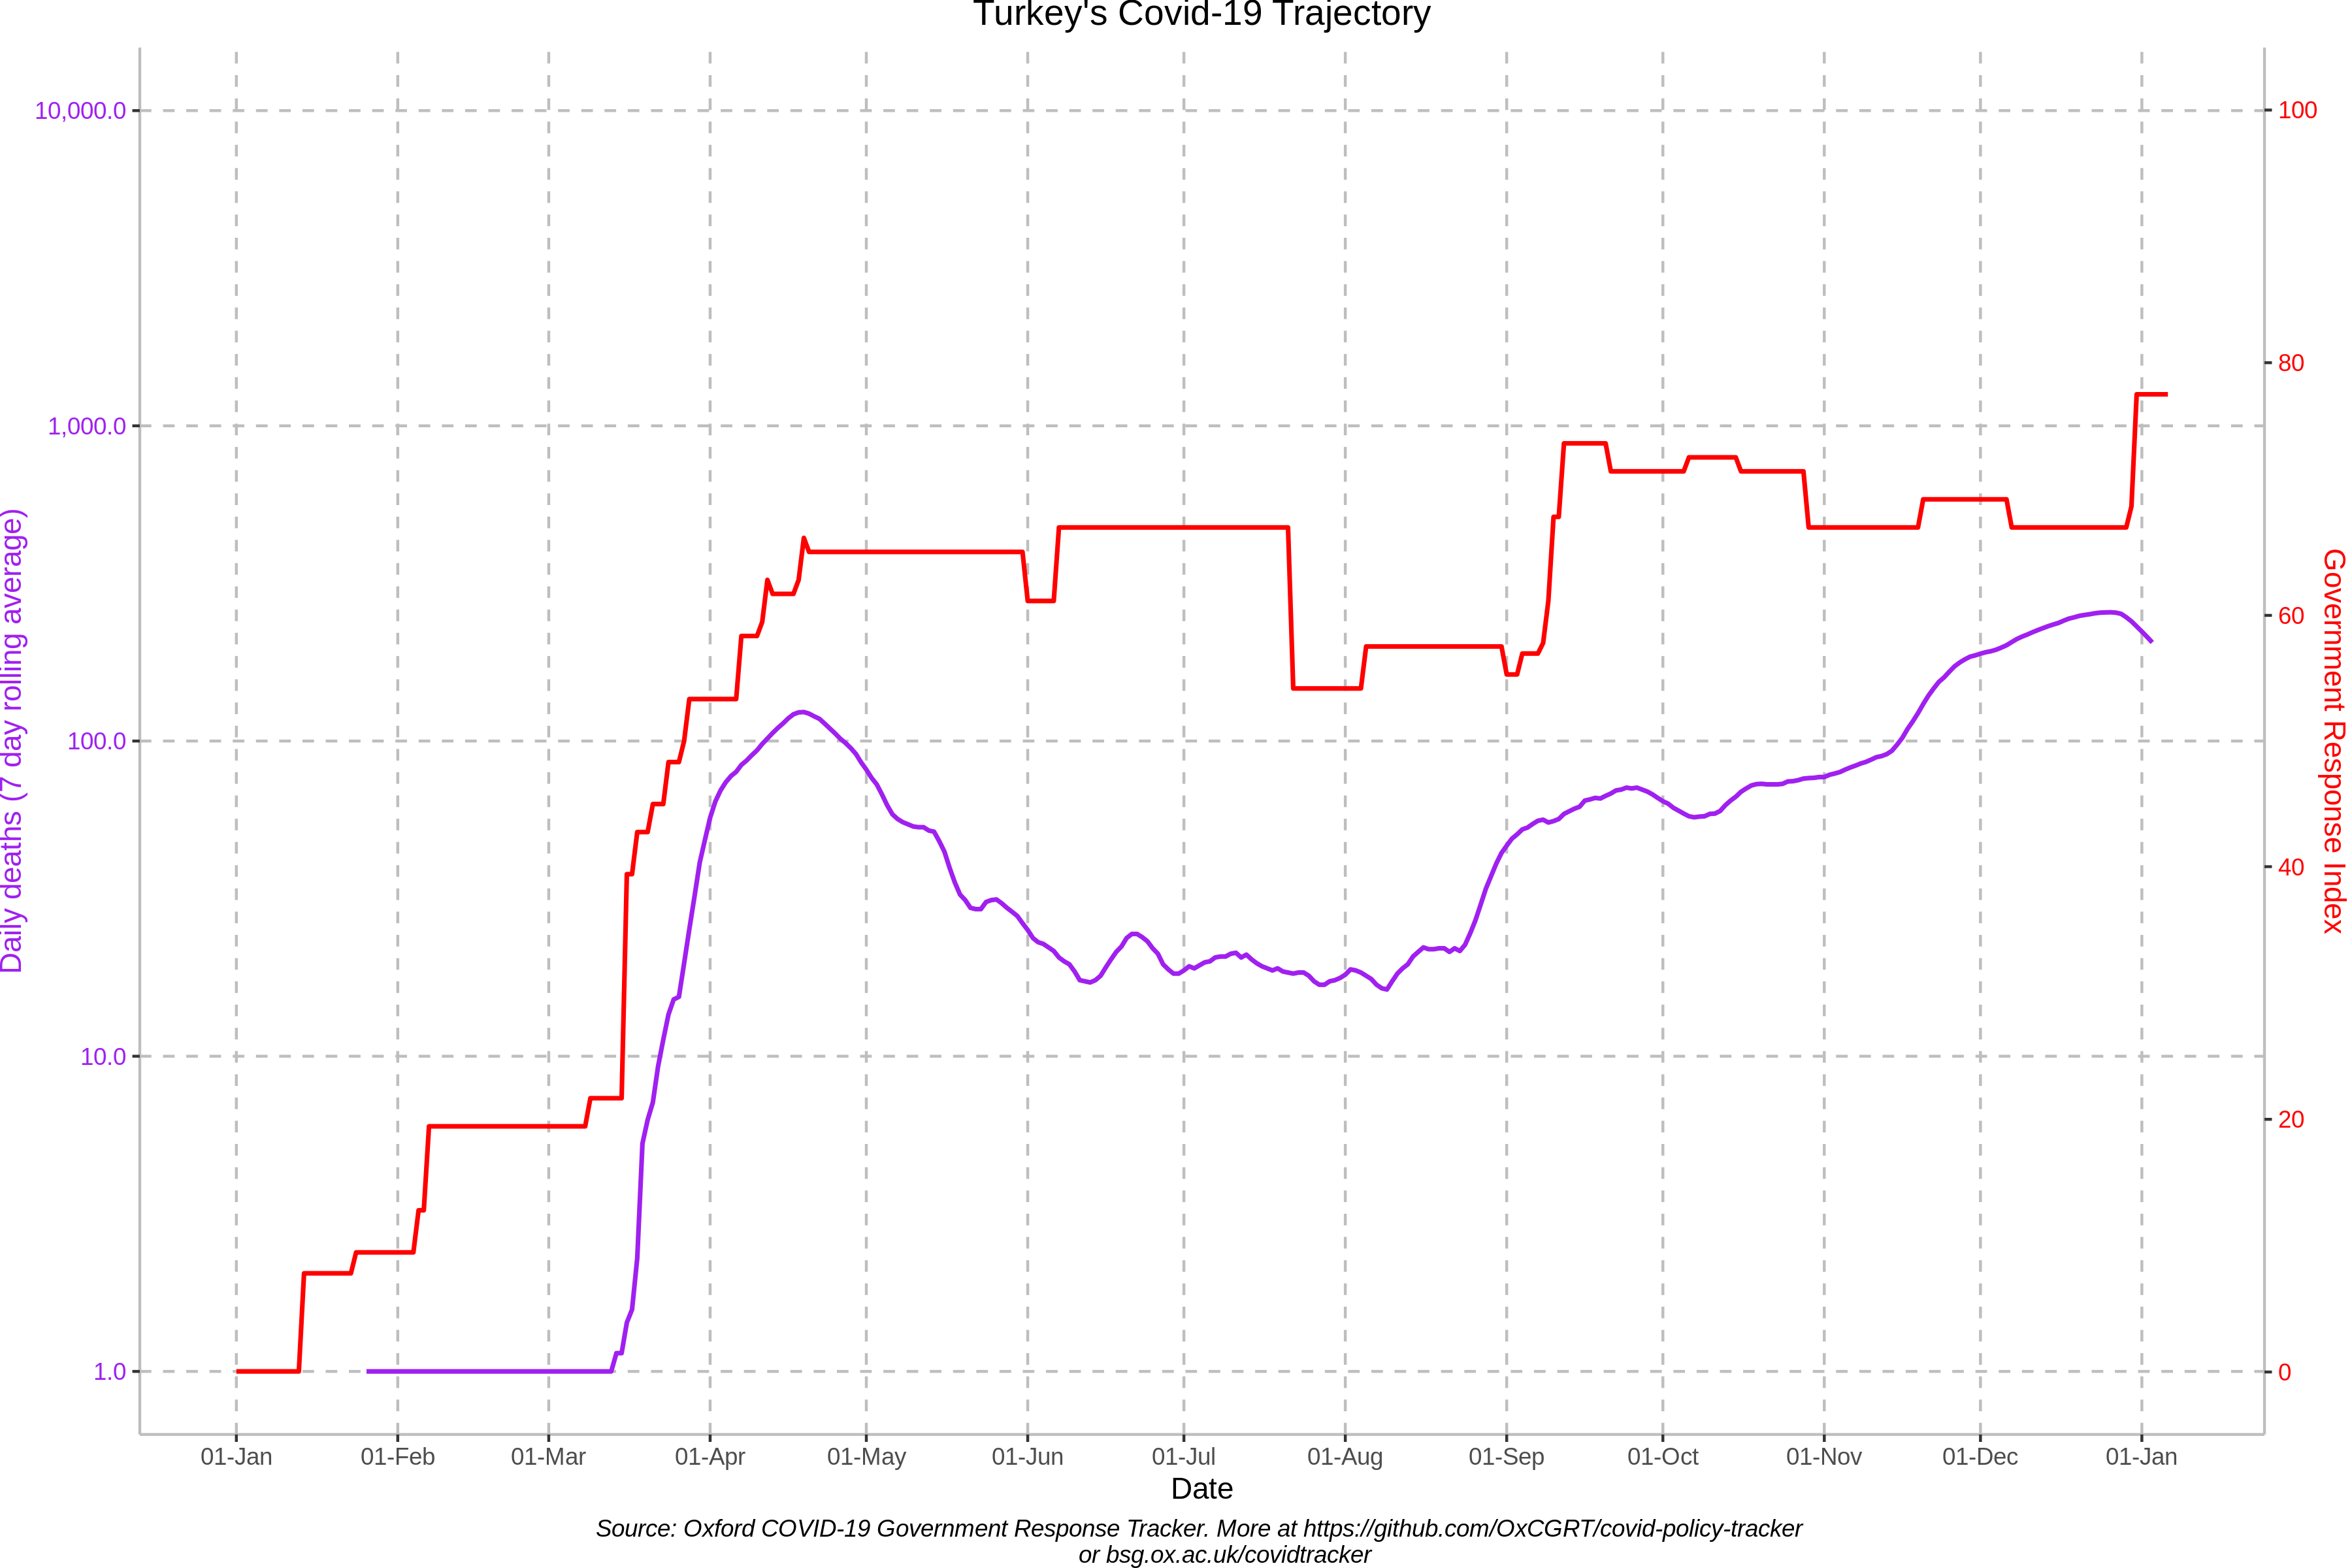 Turkey's Covid-19 Trajectory
10,000.0
1,000.0
100.0
10.0
1.0
Daily deaths (7 day rolling average)
100
80
60
40
20
0
Government Response Index
01-Jan 01-Feb 01-Mar 01-Apr 01-May 01-Jun 01-Jul 01-Aug 01-Sep 01-Oct 01-Nov 01-Dec 01-Jan
Date
Source: Oxford COVID-19 Government Response Tracker. More at https://github.com/OxCGRT/covid-policy-tracker
or bsg.ox.ac.uk/covidtracker